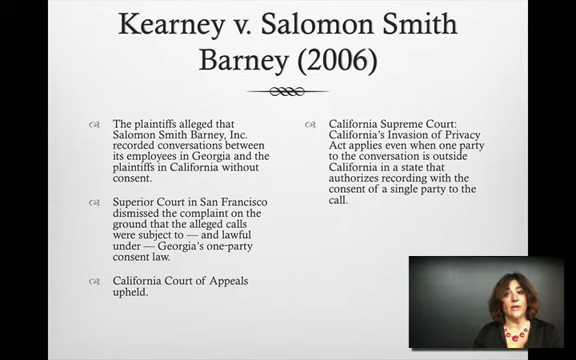 Kearney v. Salomon Smith
Barney (2006)
The plaintiffs alleged that
Salomon Smith Barney, Inc.
recorded conversations between
its employees in Georgia and the
plaintiffs in California without
consent.
Superior Court in San Francisco
dismissed the complaint on the
ground that the alleged calls
were subject to — and lawful
under — Georgia's one-party
consent law.
California Court of Appeals
upheld.
California Supreme Court:
California's Invasion of Privacy
Act applies even when one party
to the conversation is outside
California in a state that
authorizes recording with the
consent of a single party to the
call.